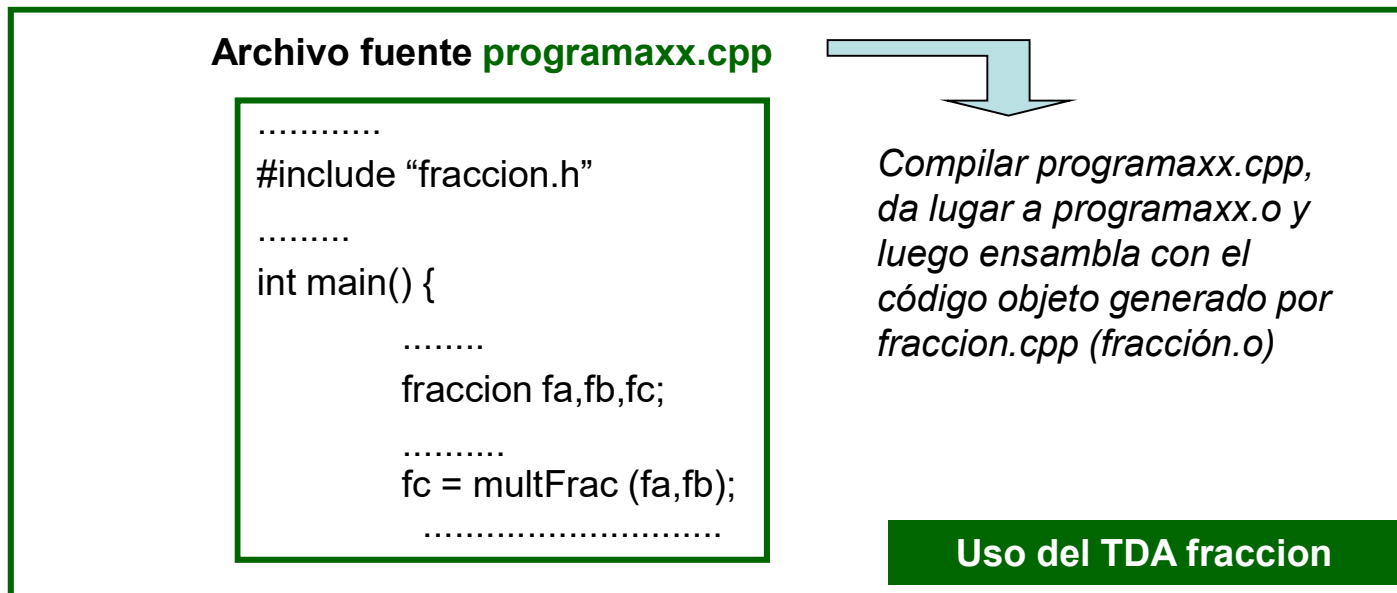 Archivo fuente programaxx.cpp
............
#include “fraccion.h”
.........
int main() {
........
fraccion fa,fb,fc;
..........
fc = multFrac (fa,fb);
.............................
Compilar programaxx.cpp,
da lugar a programaxx.o y
luego ensambla con el
código objeto generado por
fraccion.cpp (fracción.o)
Uso del TDA fraccion